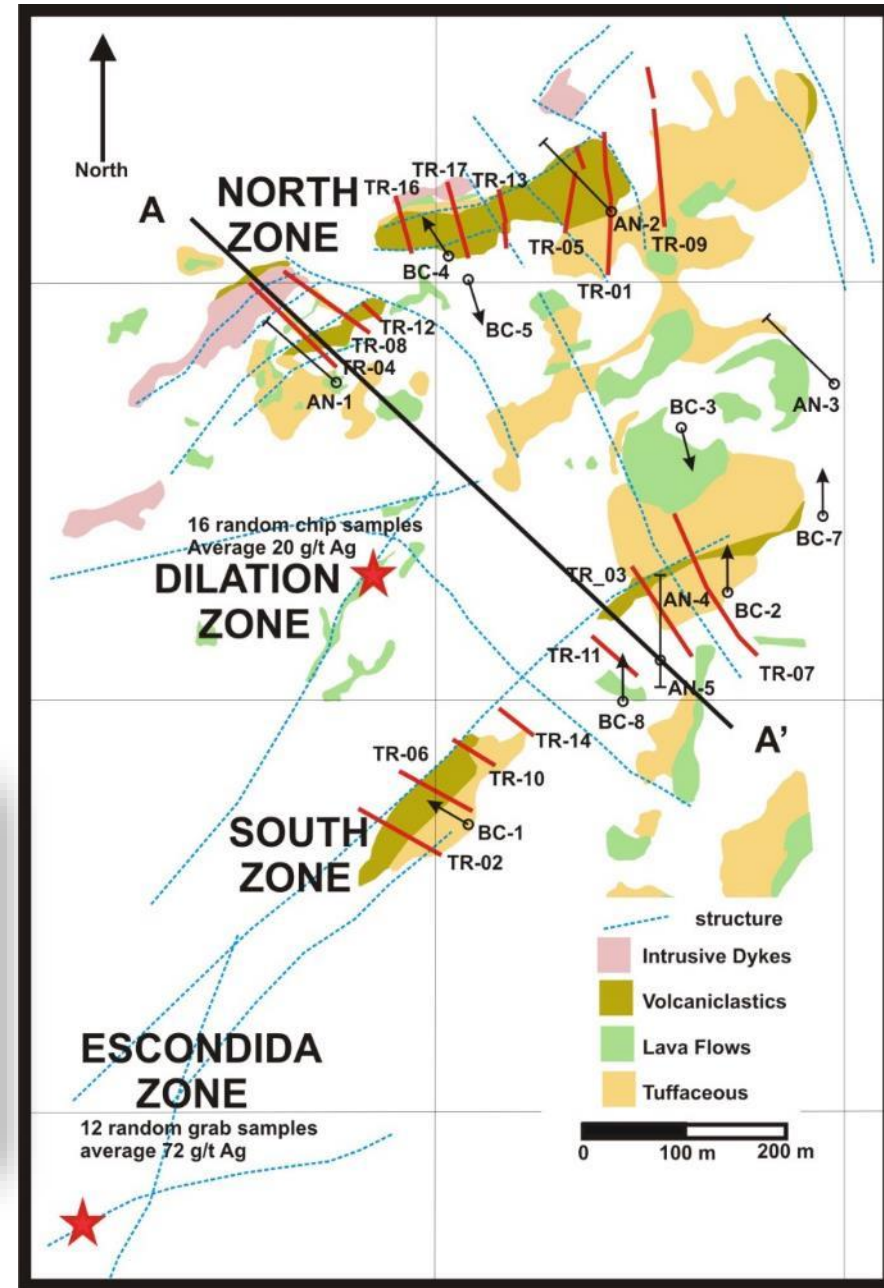 North
A
NORTH
ZONE
TR-16
TR-17
TR-13
BC-4
TR-05
AN-2
TR-09
TR-01
BC-5
TR-12
TR-08
TR-04
AN-1
BC-3
AN-3
BC-7
16 random chip samples
Average 20 g/t Ag
DILATION
ZONE
TR_03
AN-4
BC-2
TR-11
AN-5
TR-07
BC-8
A'
TR-14
TR-06
TR-10
SOUTH
ZONE
BC-1
TR-02
structure
Intrusive Dykes
Volcaniclastics
Lava Flows
Tuffaceous
0 100 m 200 m
ESCONDIDA
ZONE
12 random grab samples
average 72 g/t Ag